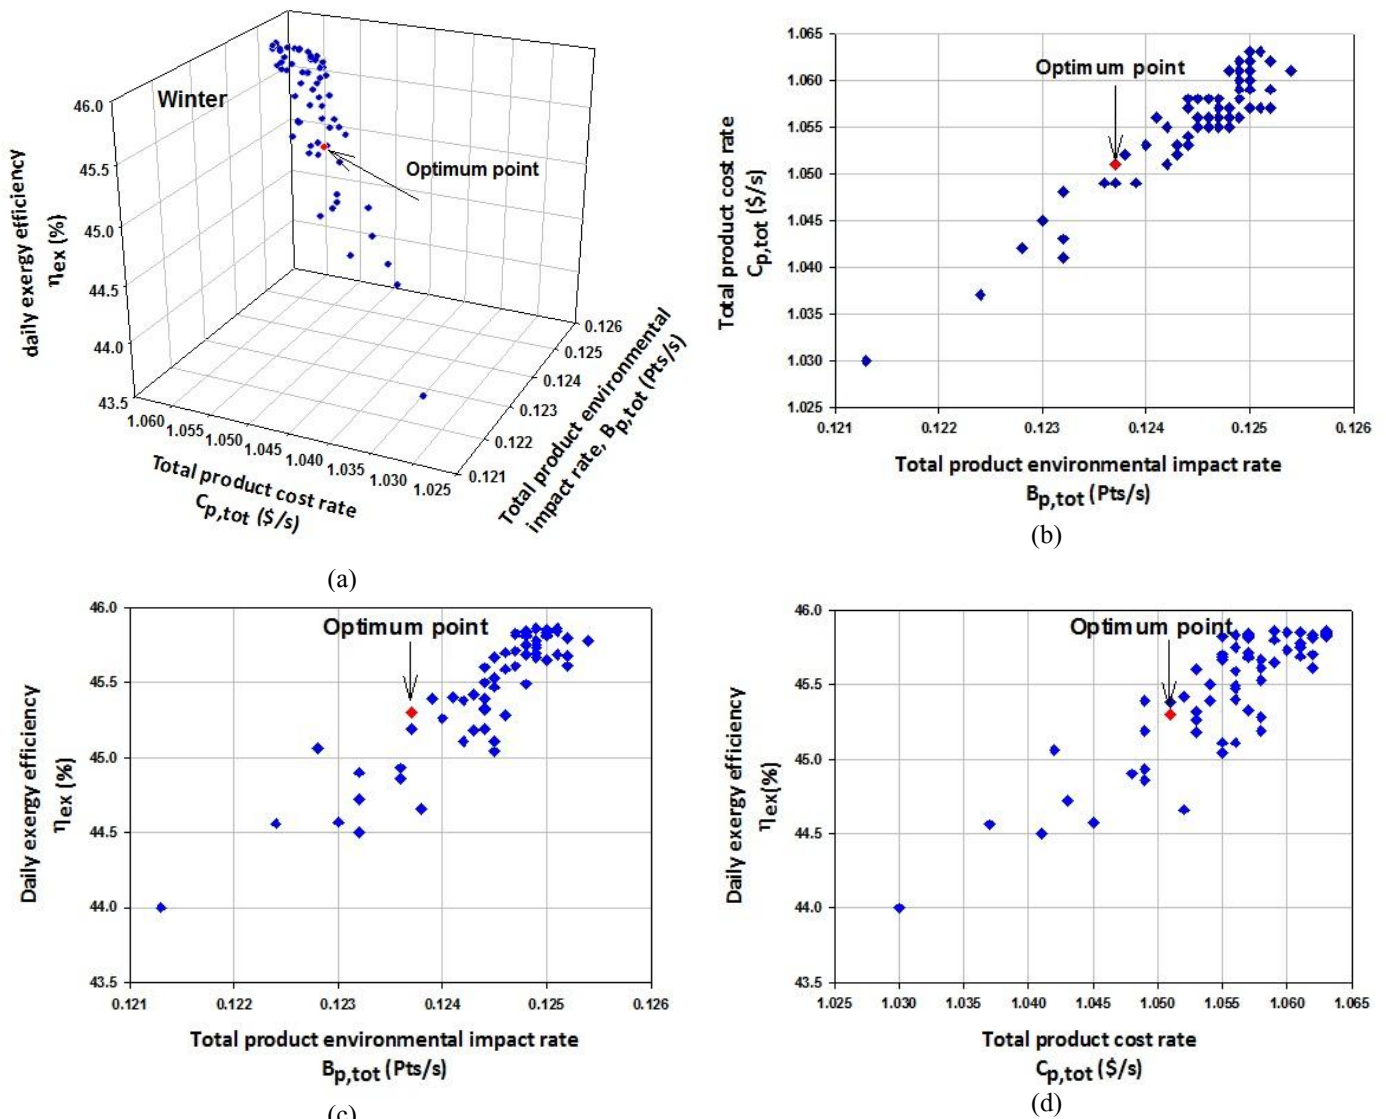 46.0
45.5
45.0
44.5
44.0
43.5
daily exergy efficiency
ηex (%)
Winter
Optimum point
1.060
1.055
1.050
1.045
1.040
1.035
1.030
1.025
Total product cost rate
Cp,tot ($/s)
0.126
0.125
0.124
0.123
0.122
0.121
Total product environmental
impact rate, Bp,tot (Pts/s)
(a)
1.065
1.060
1.055
1.050
1.045
1.040
1.035
1.030
1.025
Total product cost rate
Cp,tot ($/s)
Optimum point
0.121 0.122 0.123 0.124 0.125 0.126
Total product environmental impact rate
Bp,tot (Pts/s)
(b)
46.0
45.5
45.0
44.5
44.0
43.5
Daily exergy efficiency
ηex (%)
Optimum point
0.121 0.122 0.123 0.124 0.125 0.126
Total product environmental impact rate
Bp,tot (Pts/s)
(c)
46.0
45.5
45.0
44.5
44.0
43.5
Daily exergy efficiency
ηex(%)
Optimum point
1.025 1.030 1.035 1.040 1.045 1.050 1.055 1.060 1.065
Total product cost rate
Cp,tot ($/s)
(d)